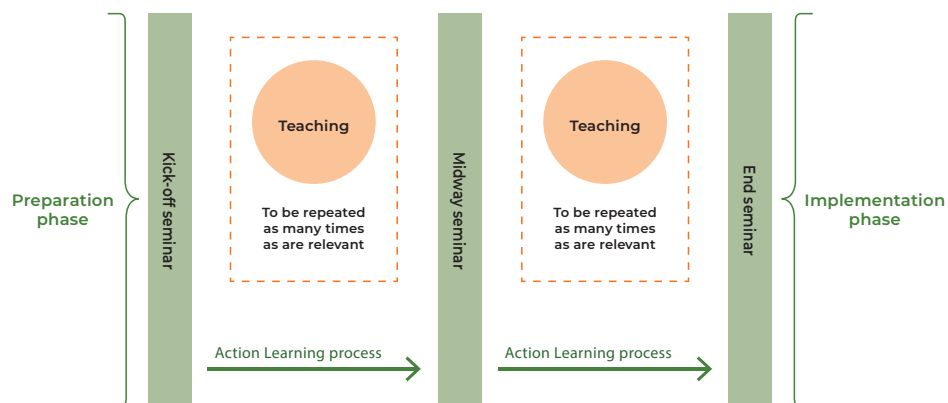 Preparation
phase
Kick-off seminar
Teaching
To be repeated
as many times
as are relevant
Action Learning process
Midway seminar
Teaching
To be repeated
as many times
as are relevant
Action Learning process
End seminar
Implementation
phase